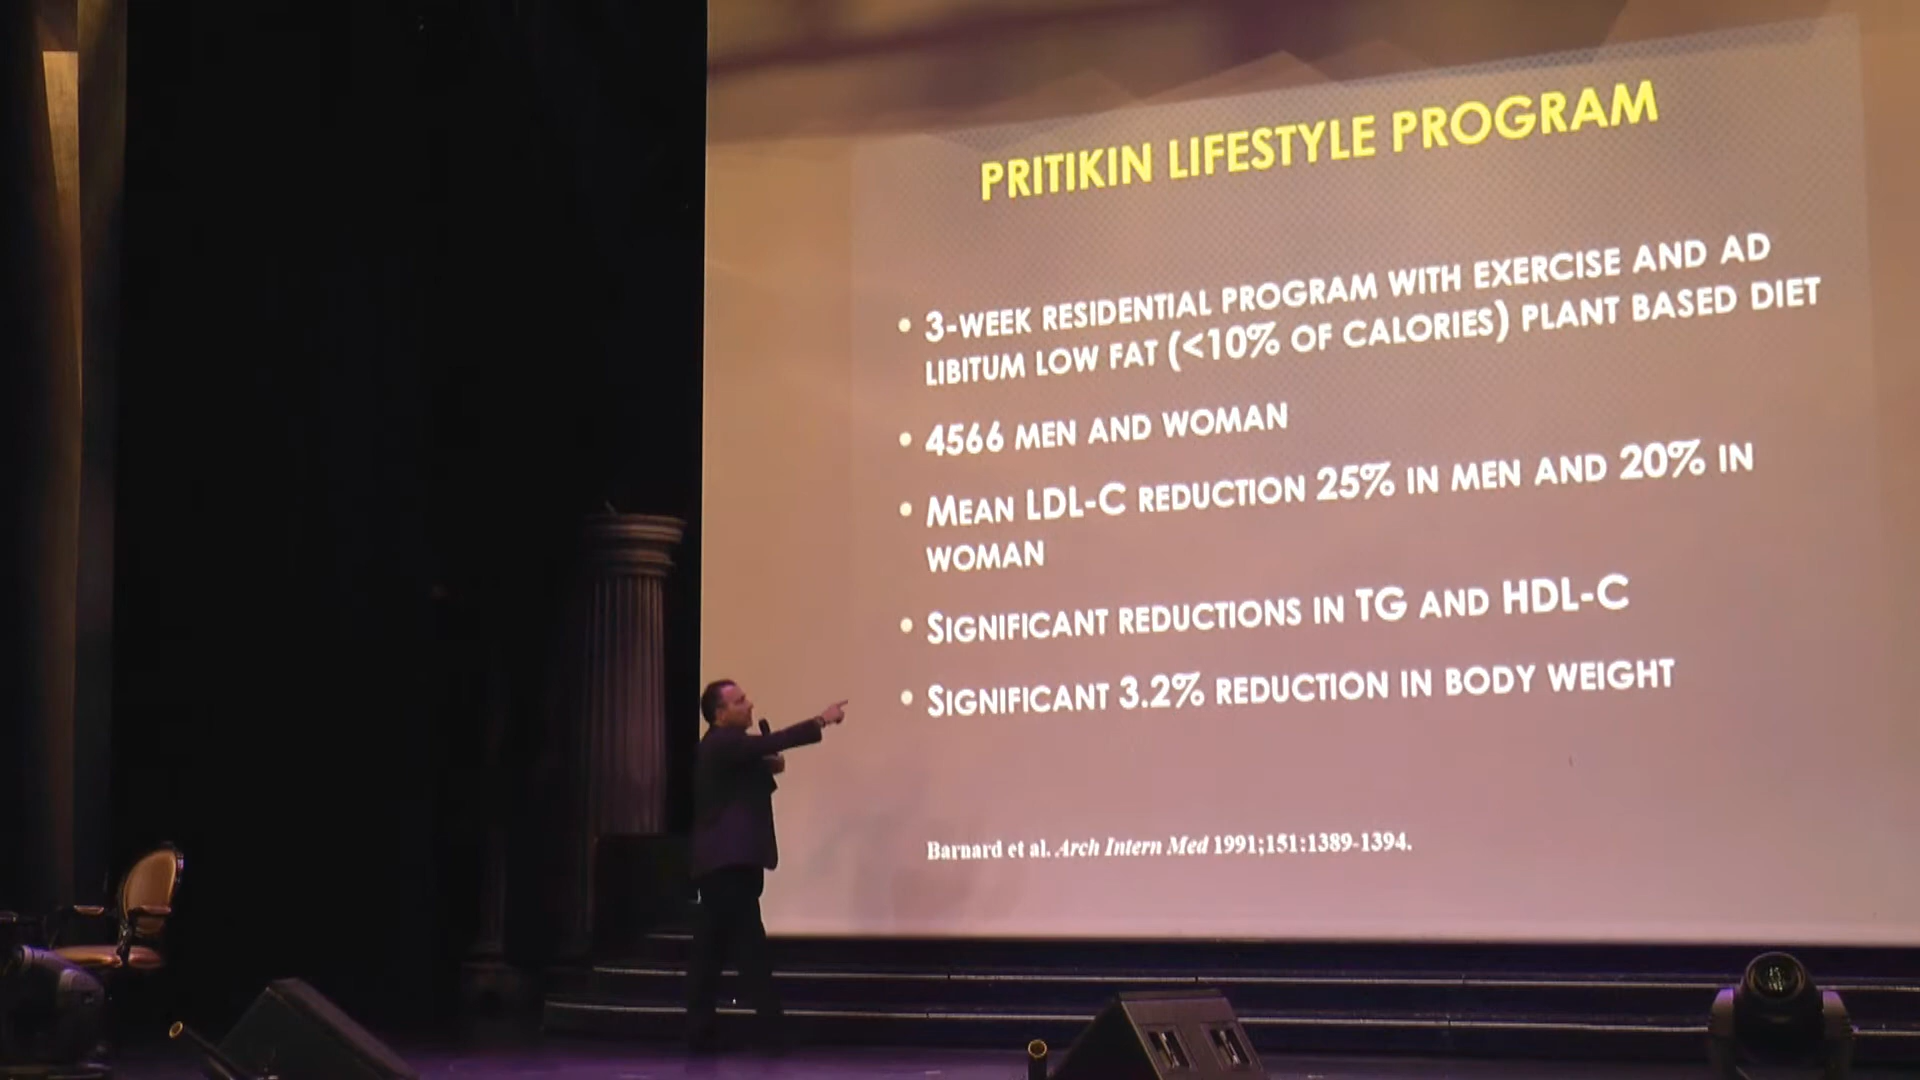 PRITIKIN LIFESTYLE PROGRAM
• 3-WEEK RESIDENTIAL PROGRAM WITH EXERCISE AND AD
LIBITUM LOW FAT (<10% OF CALORIES) PLANT BASED DIET
• 4566 MEN AND WOMAN
• MEAN LDL-C REDUCTION 25% IN MEN AND 20% IN
WOMAN
• SIGNIFICANT REDUCTIONS IN TG AND HDL-C
• SIGNIFICANT 3.2% REDUCTION IN BODY WEIGHT
Barnard et al. Arch Intern Med 1991;151:1389-1394.